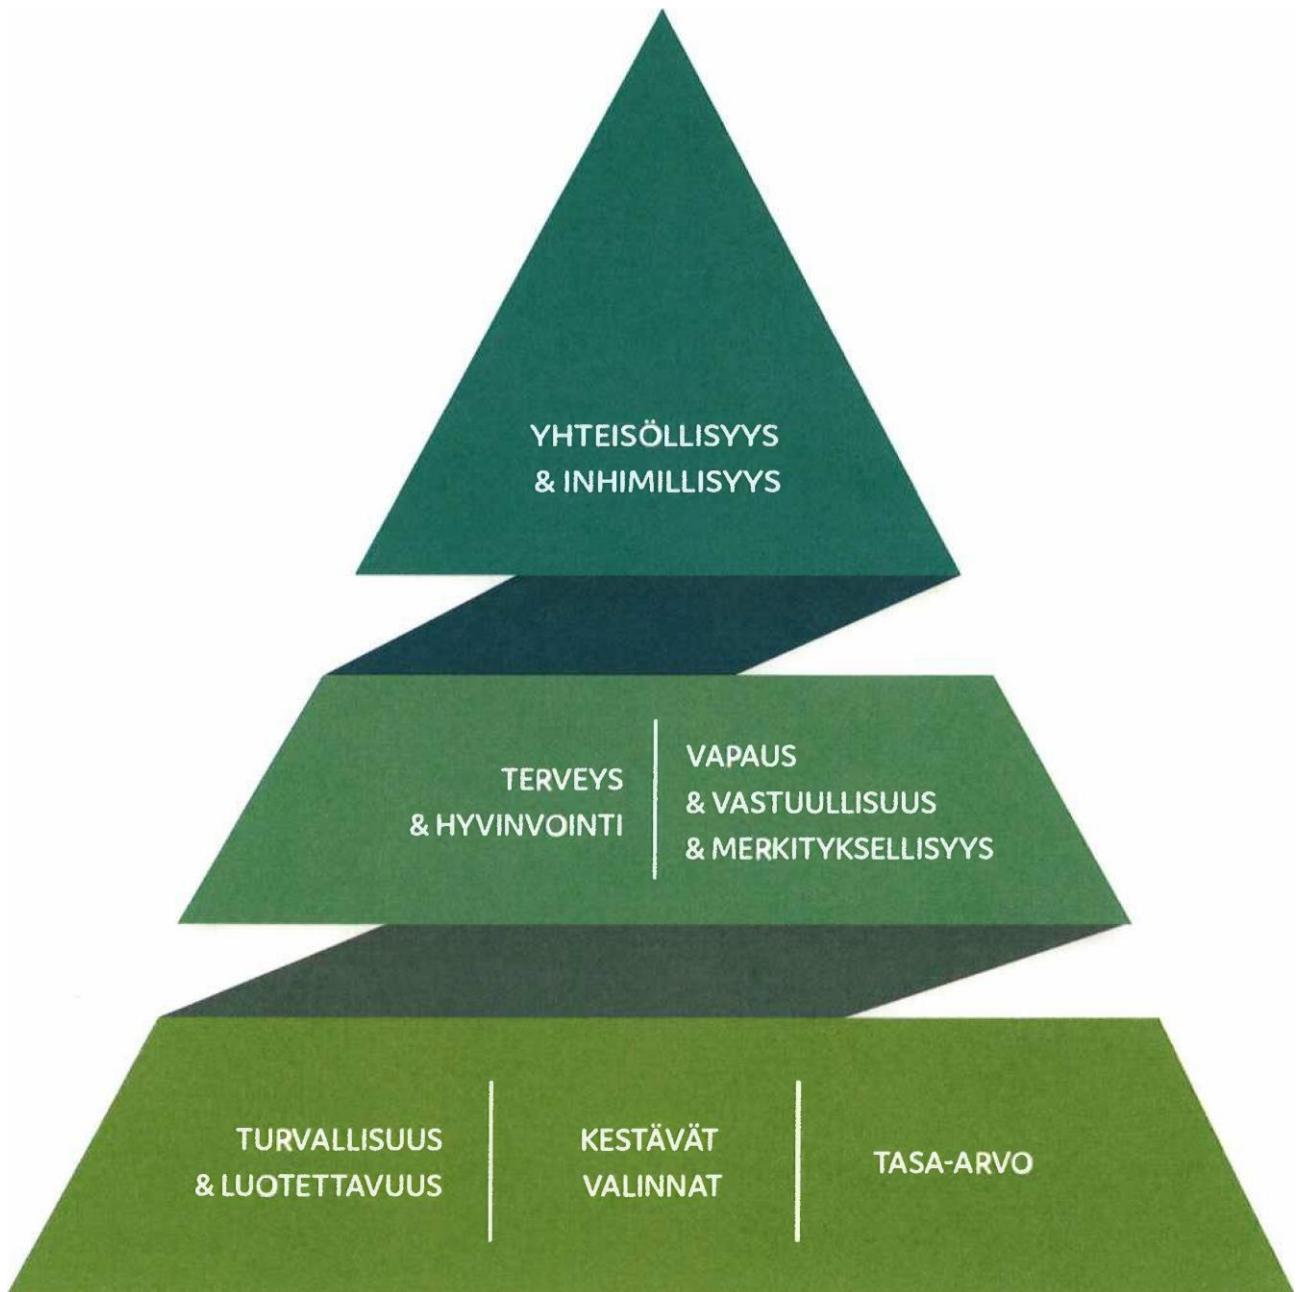 YHTEISÖLLISYYS
& INHIMILLISYYS
TERVEYS
& HYVINVOINTI
VAPAUS
& VASTUULLISUUS
& MERKITYKSELLISYYS
TURVALLISUUS
& LUOTETTAVUUS
KESTÄVÄT
VALINNAT
TASA-ARVO